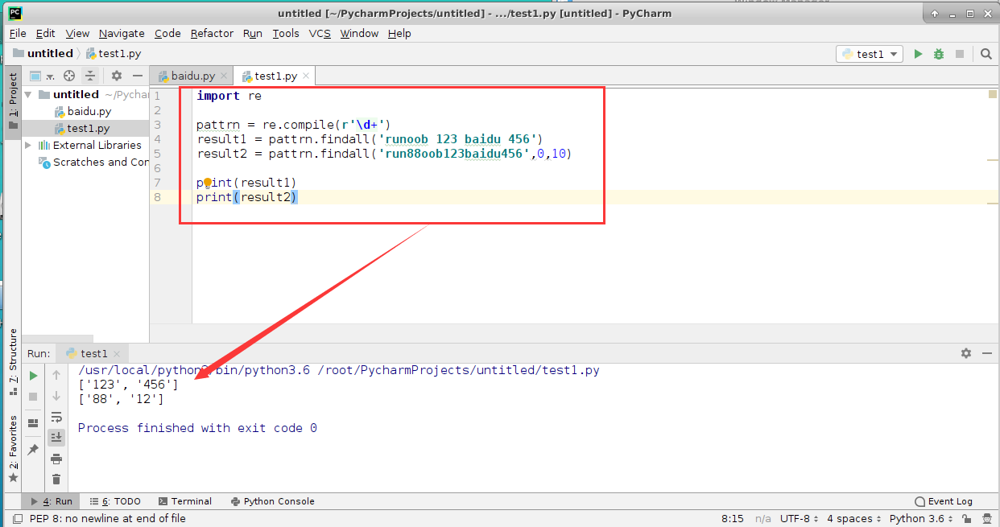 untitled [~/PycharmProjects/untitled] - .../test1.py [untitled] - PyCharm
File Edit View Navigate Code Refactor Run Tools VCS Window Help
untitled test1.py
test1
1: Project
baidu.py
test1.py
untitled ~/Pychar
baidu.py
test1.py
External Libraries
Scratches and Con
1 import re
2
3 pattrn = re.compile(r'\d+')
4 result1 = pattrn.findall('runoob 123 baidu 456')
5 result2 = pattrn.findall('run88oob123baidu456',0,10)
6
7 print(result1)
8 print(result2)
7: Structure
2: Favorites
Run: test1
/bin/python3.6 /root/PycharmProjects/untitled/test1.py
['123', '456']
['88', '12']
Process finished with exit code 0
4: Run 6: TODO Terminal Python Console Event Log
PEP 8: no newline at end of file 8:15 n/a UTF-8 4 spaces Python 3.6